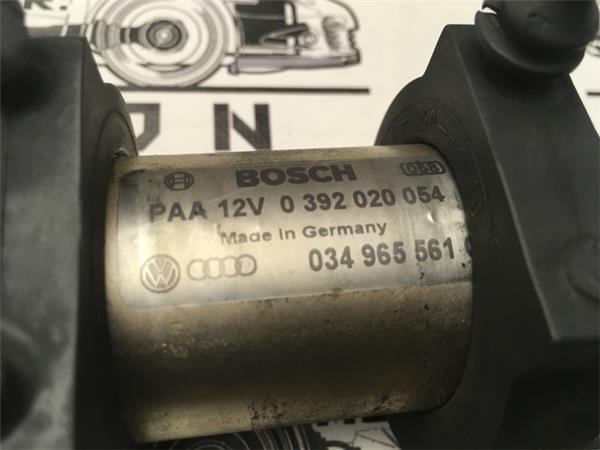 BOSCH
PAA 12V 0 392 020 054
Made in Germany
034 965 561